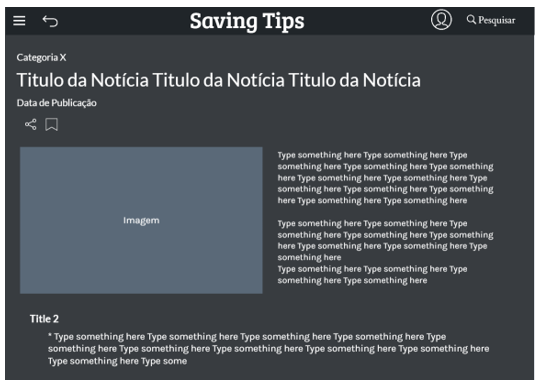 Saving Tips
Pesquisar
Categoria X
Titulo da Notícia Titulo da Notícia Titulo da Notícia
Data de Publicação
Imagem
Type something here Type something here Type
something here Type something here Type something
here Type something here Type something here Type
something here Type something here Type something
here Type something here Type something here
Type something here Type something here Type
something here Type something here Type something
here Type something here Type something here Type
something here
Type something here Type something here Type
something here Type something here
Title 2
* Type something here Type something here Type something here Type something here Type
something here Type something here Type something here Type something here Type something here
Type something here Type some